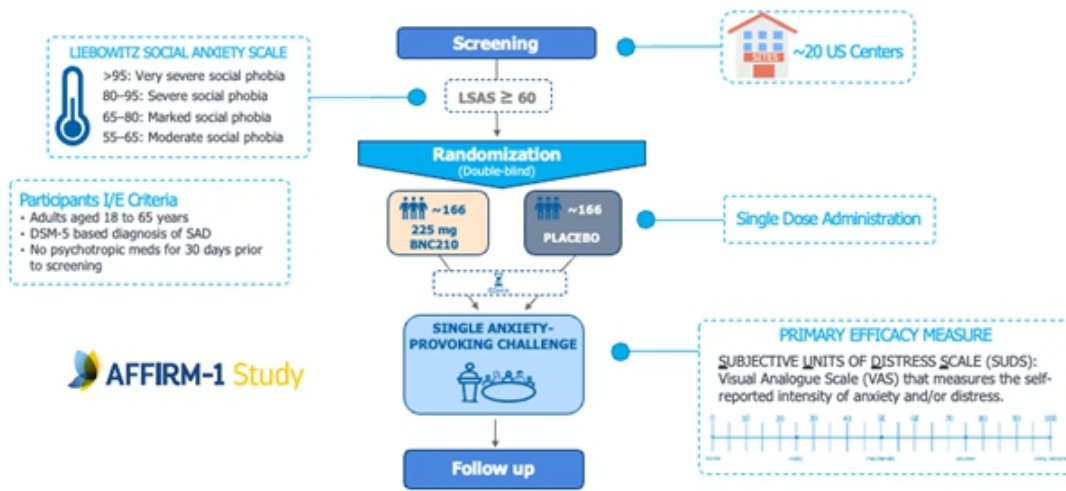 LIEBOWITZ SOCIAL ANXIETY SCALE
>95: Very severe social phobia
80–95: Severe social phobia
65–80: Marked social phobia
55–65: Moderate social phobia
Screening
~20 US Centers
SITES
LSAS ≥ 60
Randomization
(Double-blind)
Participants I/E Criteria
• Adults aged 18 to 65 years
• DSM-5 based diagnosis of SAD
• No psychotropic meds for 30 days prior
to screening
~166
225 mg
BNC210
~166
PLACEBO
Single Dose Administration
SINGLE ANXIETY-
PROVOKING CHALLENGE
PRIMARY EFFICACY MEASURE
SUBJECTIVE UNITS OF DISTRESS SCALE (SUDS):
Visual Analogue Scale (VAS) that measures the self-
reported intensity of anxiety and/or distress.
0 10 20 30 40 50 60 70 80 90 100
AFFIRM-1 Study
Follow up